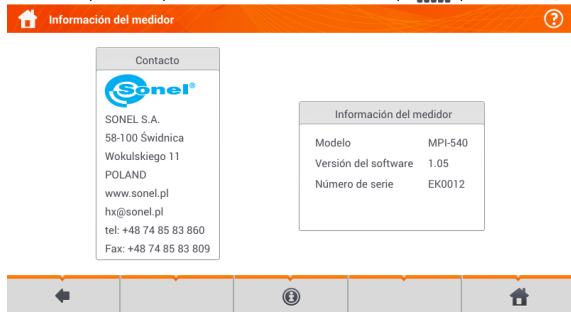 Información del medidor
?
Contacto
Sonel®
SONEL S.A.
58-100 Świdnica
Wokulskiego 11
POLAND
www.sonel.pl
hx@sonel.pl
tel: +48 74 85 83 860
Fax: +48 74 85 83 809
Información del medidor
Modelo MPI-540
Versión del software 1.05
Número de serie EK0012